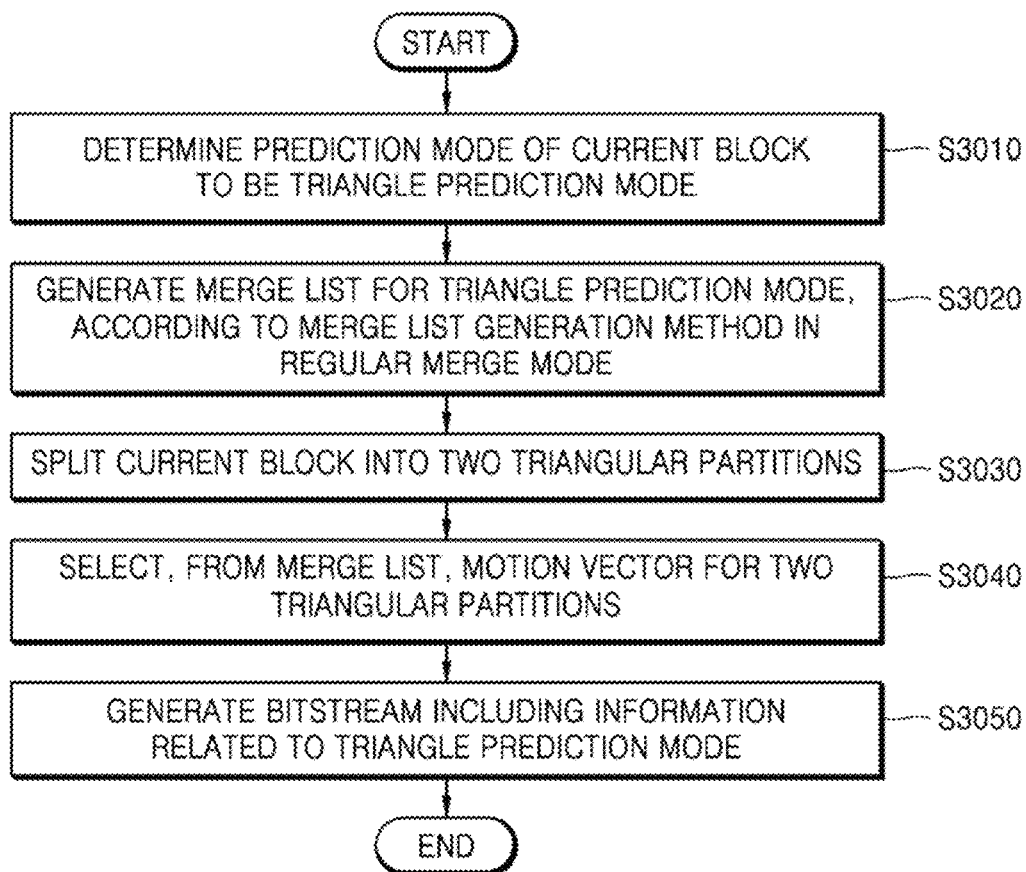 START
DETERMINE PREDICTION MODE OF CURRENT BLOCK
TO BE TRIANGLE PREDICTION MODE
S3010
GENERATE MERGE LIST FOR TRIANGLE PREDICTION MODE,
ACCORDING TO MERGE LIST GENERATION METHOD IN
REGULAR MERGE MODE
S3020
SPLIT CURRENT BLOCK INTO TWO TRIANGULAR PARTITIONS
S3030
SELECT, FROM MERGE LIST, MOTION VECTOR FOR TWO
TRIANGULAR PARTITIONS
S3040
GENERATE BITSTREAM INCLUDING INFORMATION
RELATED TO TRIANGLE PREDICTION MODE
S3050
END